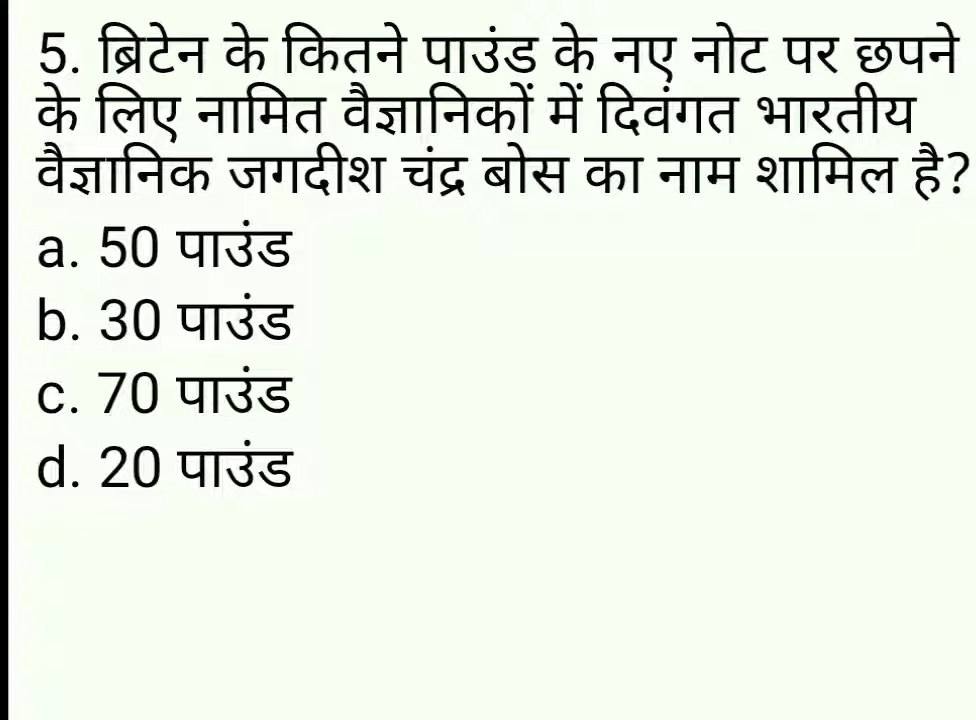 5. ब्रिटेन के कितने पाउंड के नए नोट पर छपने
के लिए नामित वैज्ञानिकों में दिवंगत भारतीय
वैज्ञानिक जगदीश चंद्र बोस का नाम शामिल है?
a. 50 पाउंड
b. 30 पाउंड
c. 70 पाउंड
d. 20 पाउंड